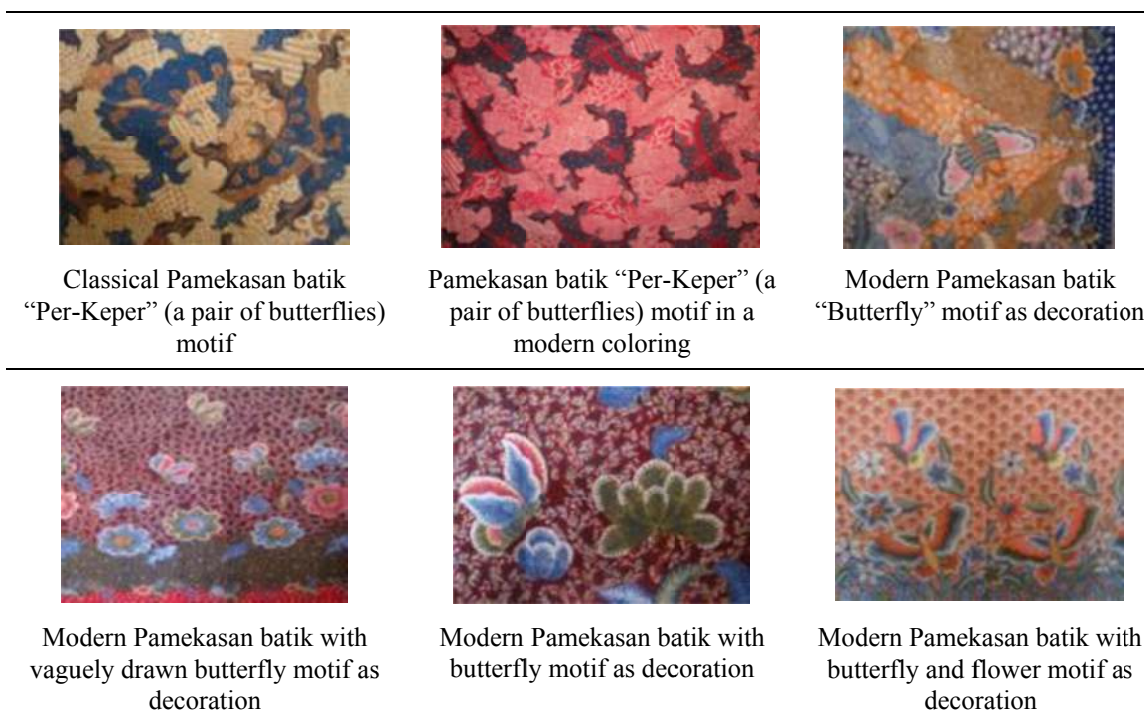 Classical Pamekasan batik
“Per-Keper” (a pair of butterflies)
motif
Pamekasan batik “Per-Keper” (a
pair of butterflies) motif in a
modern coloring
Modern Pamekasan batik
“Butterfly” motif as decoration
Modern Pamekasan batik with
vaguely drawn butterfly motif as
decoration
Modern Pamekasan batik with
butterfly motif as decoration
Modern Pamekasan batik with
butterfly and flower motif as
decoration